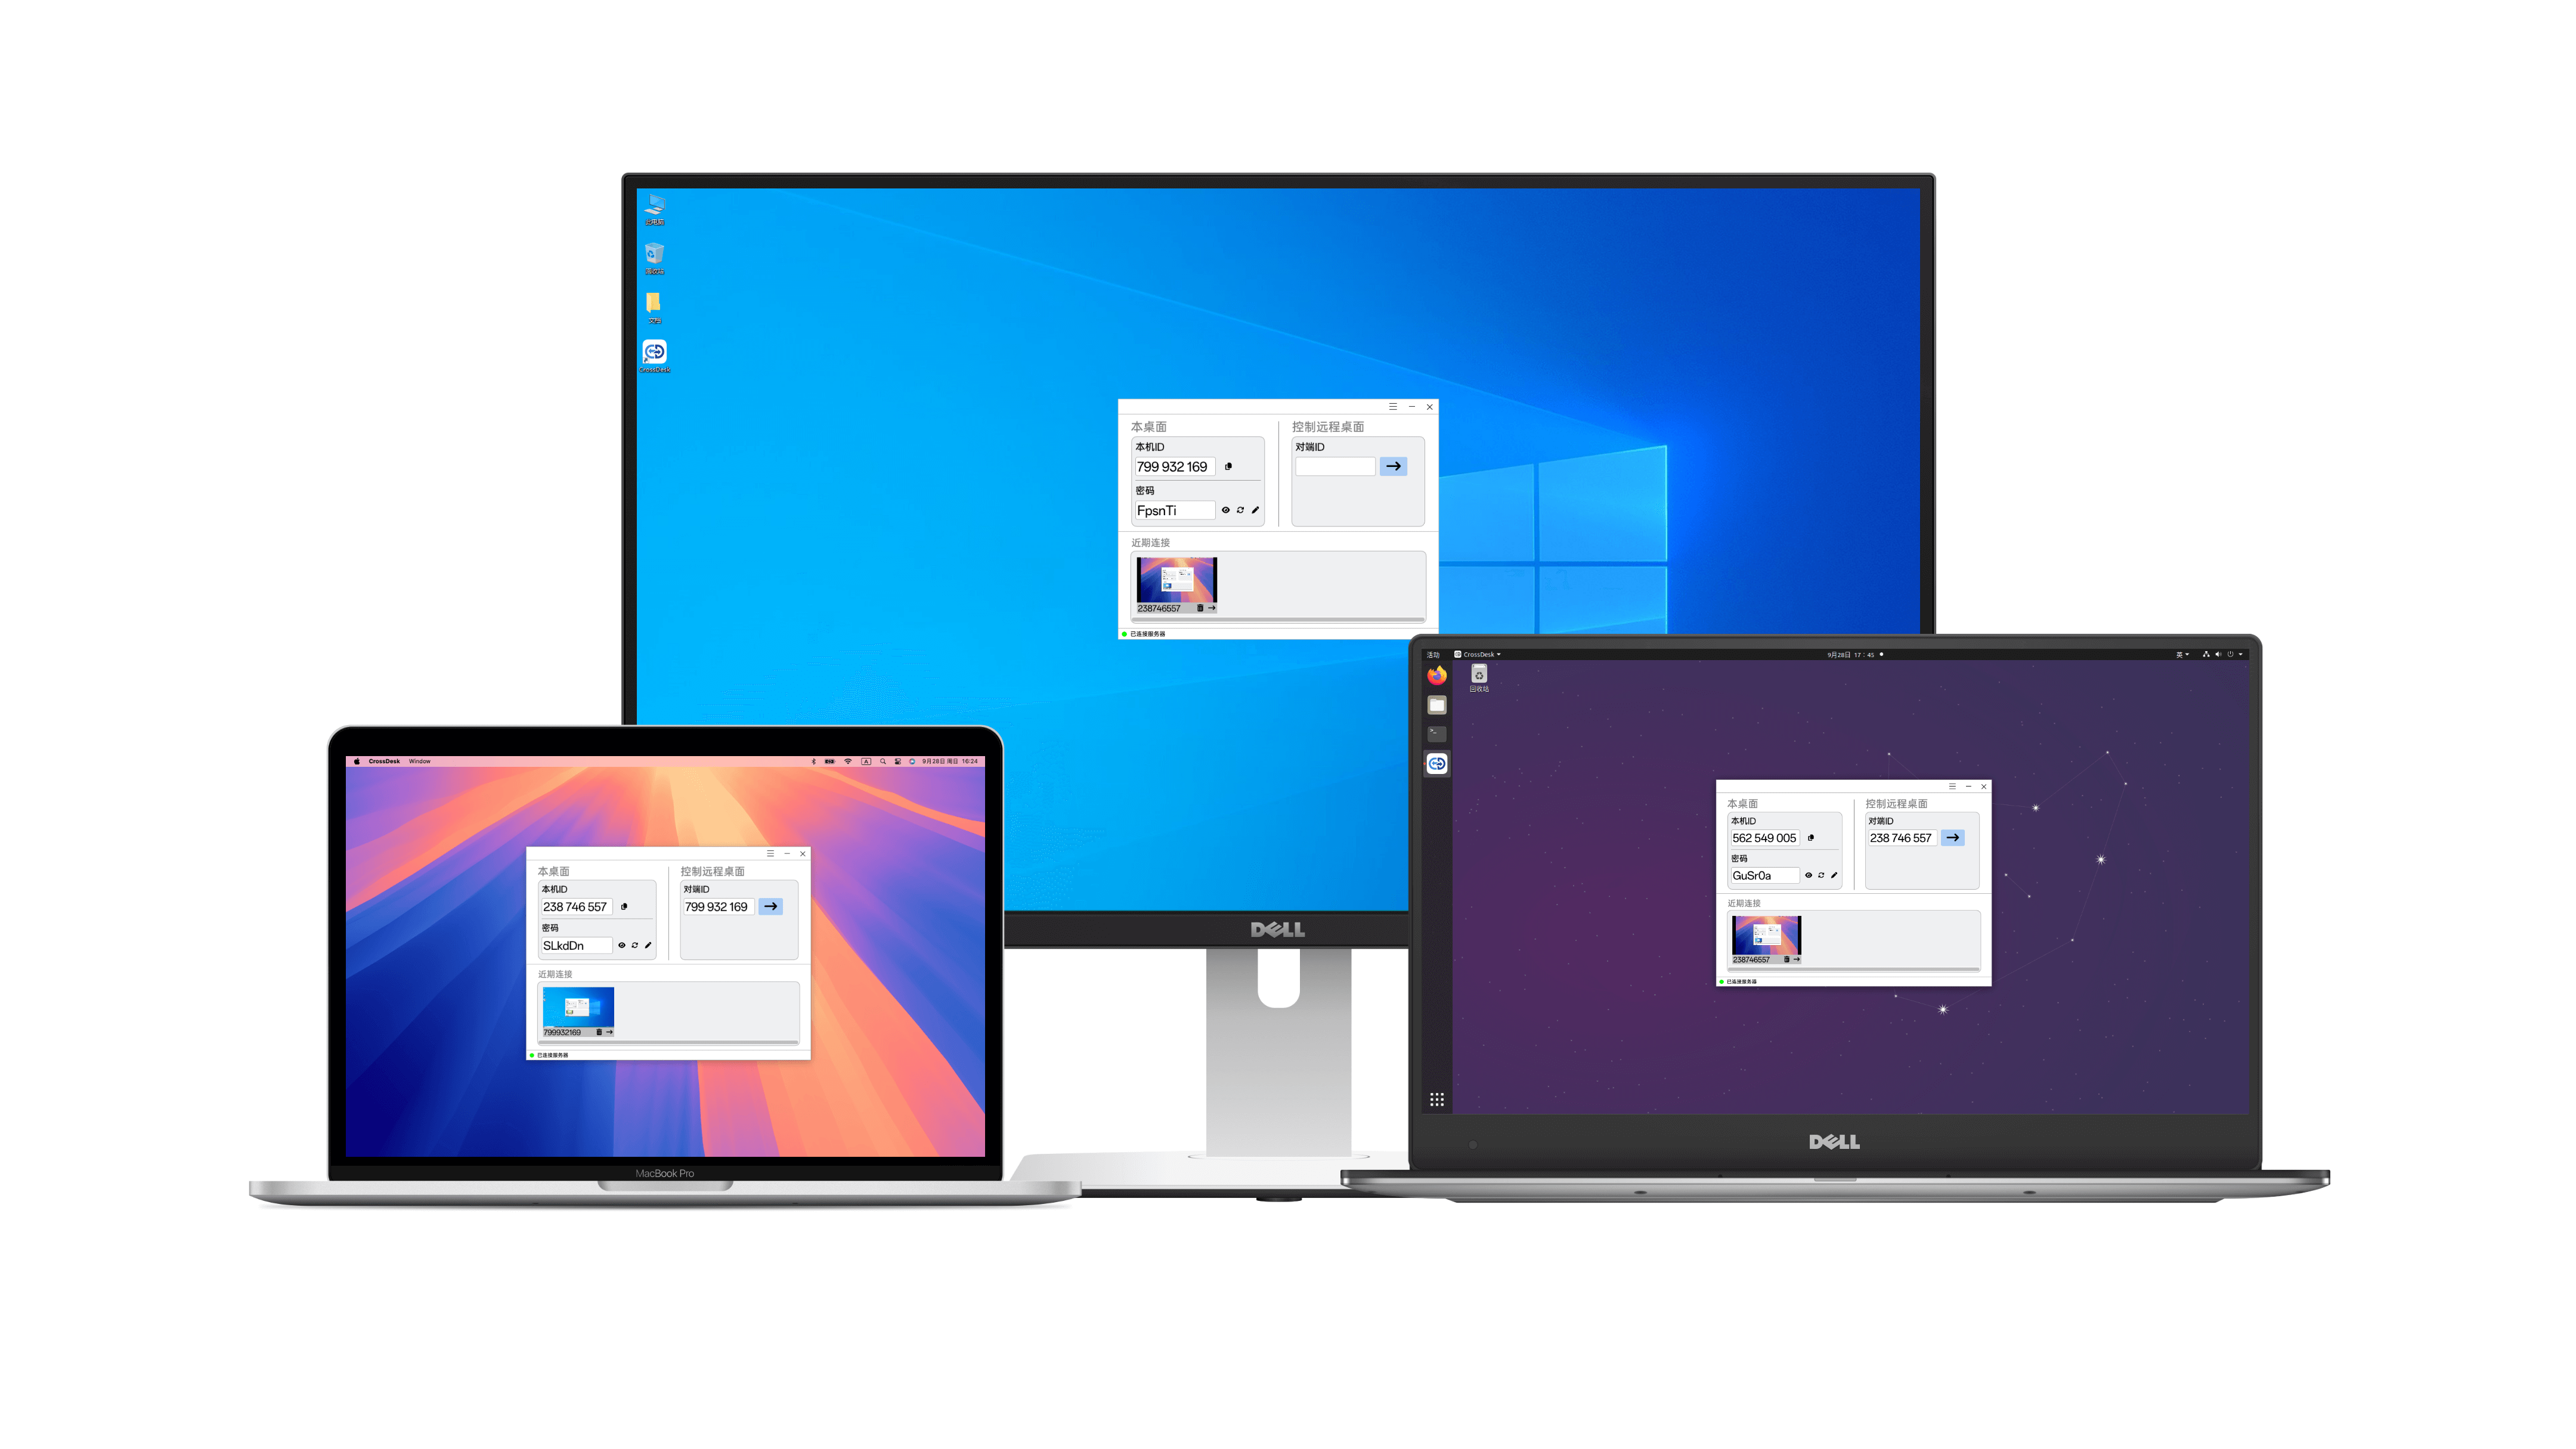 此电脑
回收站
文档
CrossDesk
本桌面
控制远程桌面
本机ID
对端ID
799 932 169
密码
FpsnTi
近期连接
238746557
已连接服务器
DELL
CrossDesk Window
A
9月28日 周日 16:24
本桌面
控制远程桌面
本机ID
对端ID
238 746 557
799 932 169
密码
SLkdDn
近期连接
799932169
已连接服务器
MacBook Pro
活动 CrossDesk
9月28日 17：45
英
回收站
本桌面
控制远程桌面
本机ID
对端ID
562 549 005
238 746 557
密码
GuSr0a
近期连接
238746557
已连接服务器
DELL